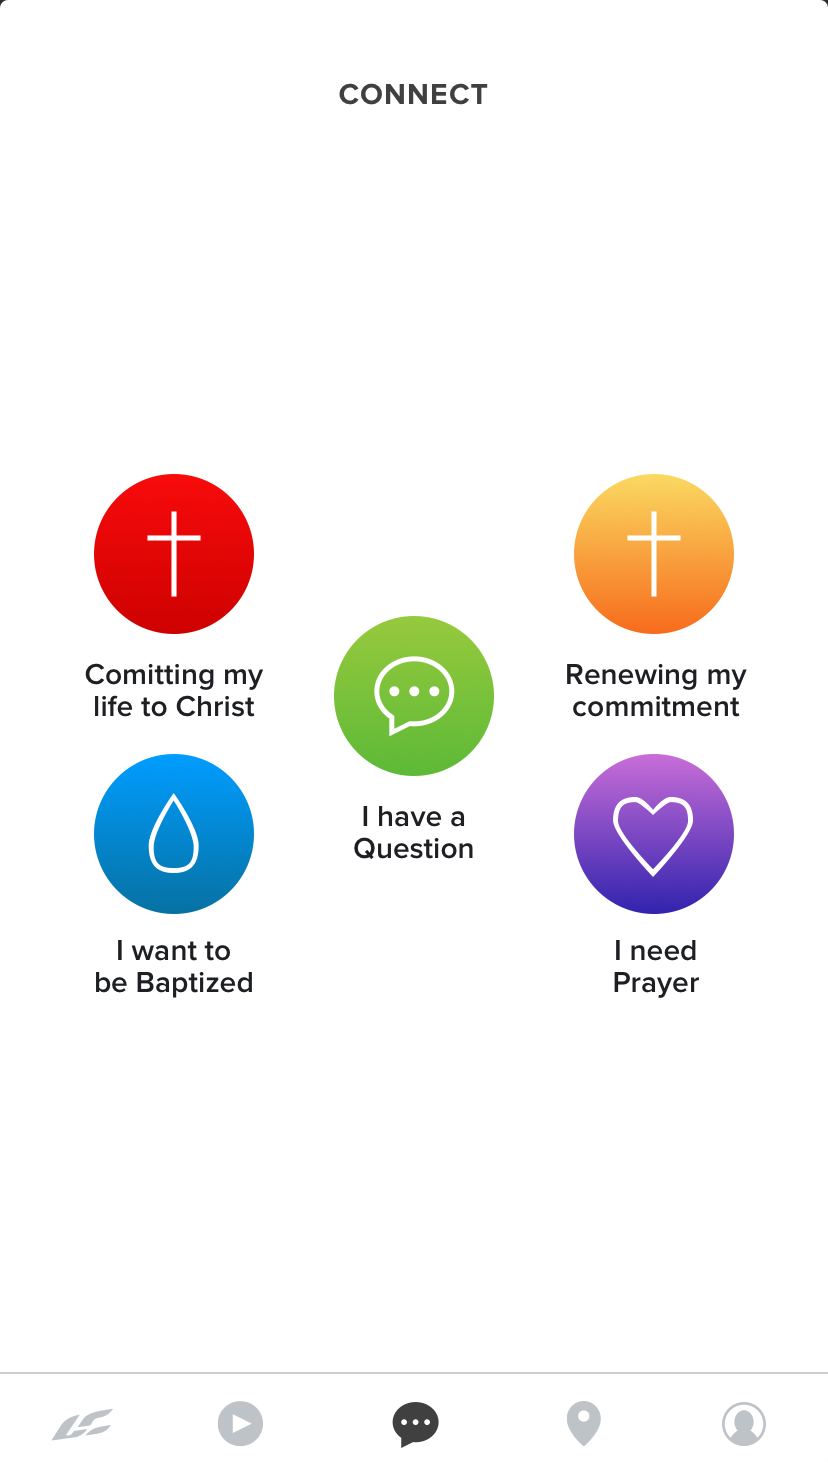 CONNECT
Comitting my
life to Christ
Renewing my
commitment
I have a
Question
I want to
be Baptized
I need
Prayer